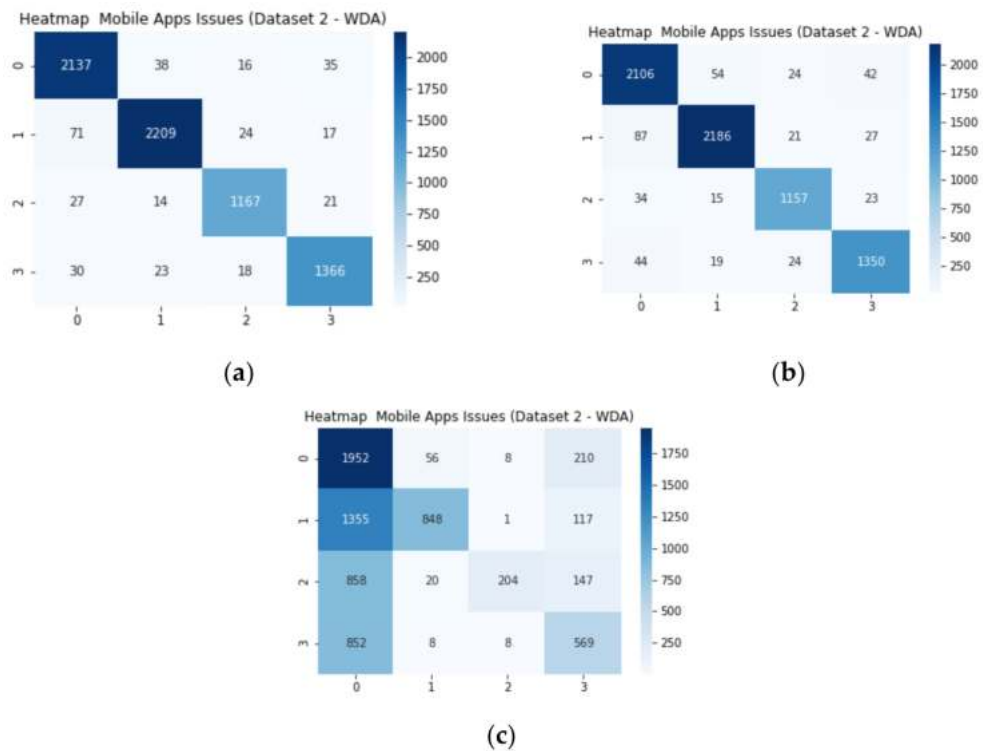 Heatmap Mobile Apps Issues (Dataset 2 - WDA)
0 2137 38 16 35
1 71 2209 24 17
2 27 14 1167 21
3 30 23 18 1366
0 1 2 3
2000
1750
1500
1250
1000
750
500
250
(a)
Heatmap Mobile Apps Issues (Dataset 2 - WDA)
0 2106 54 24 42
1 87 2186 21 27
2 34 15 1157 23
3 44 19 24 1350
0 1 2 3
2000
1750
1500
1250
1000
750
500
250
(b)
Heatmap Mobile Apps Issues (Dataset 2 - WDA)
0 1952 56 8 210
1 1355 848 1 117
2 858 20 204 147
3 852 8 8 569
0 1 2 3
1750
1500
1250
1000
750
500
250
(c)